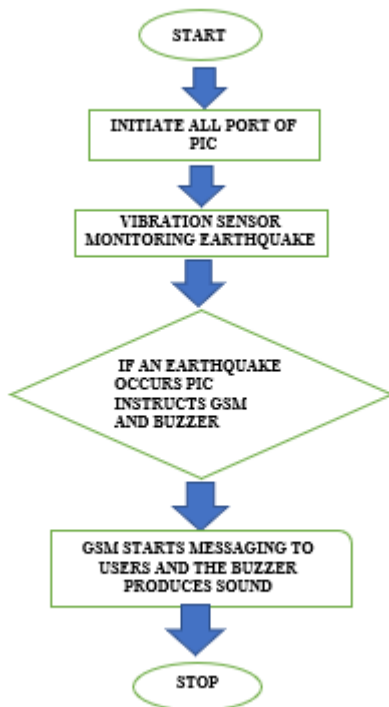 START
INITIATE ALL PORT OF
PIC
VIBRATION SENSOR
MONITORING EARTHQUAKE
IF AN EARTHQUAKE
OCCURS PIC
INSTRUCTS GSM
AND BUZZER
GSM STARTS MESSAGING TO
USERS AND THE BUZZER
PRODUCES SOUND
STOP